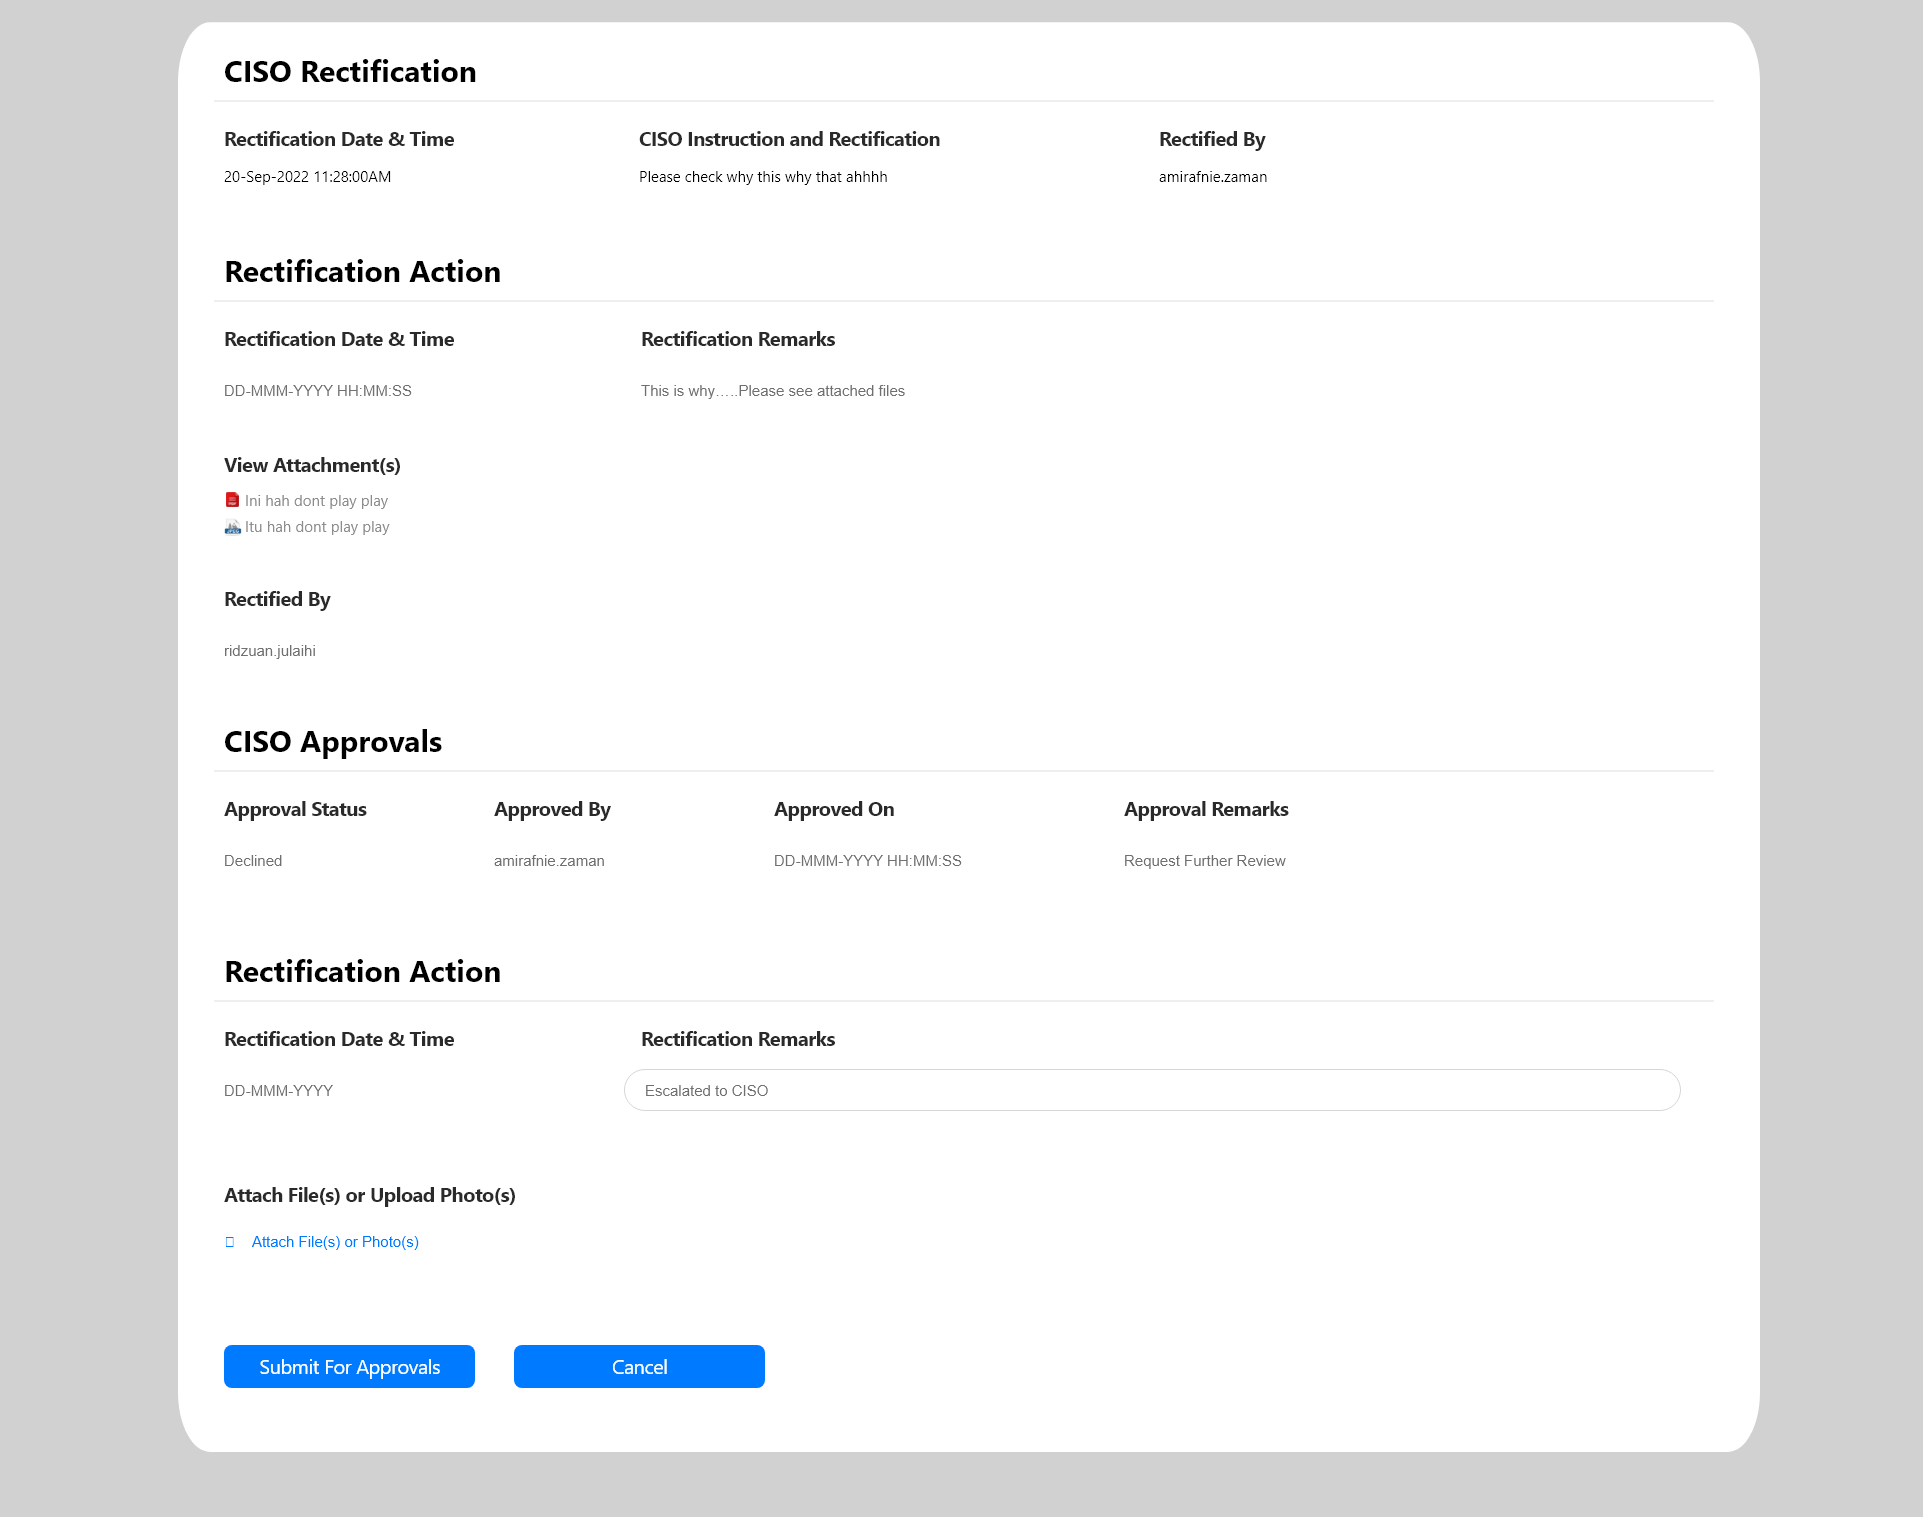 CISO Rectification
Rectification Date & Time
CISO Instruction and Rectification
Rectified By
20-Sep-2022 11:28:00AM
Please check why this why that ahhhh
amirafnie.zaman
Rectification Action
Rectification Date & Time
Rectification Remarks
DD-MMM-YYYY HH:MM:SS
This is why…..Please see attached files
View Attachment(s)
Ini hah dont play play
Itu hah dont play play
Rectified By
ridzuan.julaihi
CISO Approvals
Approval Status
Approved By
Approved On
Approval Remarks
Declined
amirafnie.zaman
DD-MMM-YYYY HH:MM:SS
Request Further Review
Rectification Action
Rectification Date & Time
Rectification Remarks
DD-MMM-YYYY
Escalated to CISO
Attach File(s) or Upload Photo(s)
Attach File(s) or Photo(s)
Submit For Approvals
Cancel